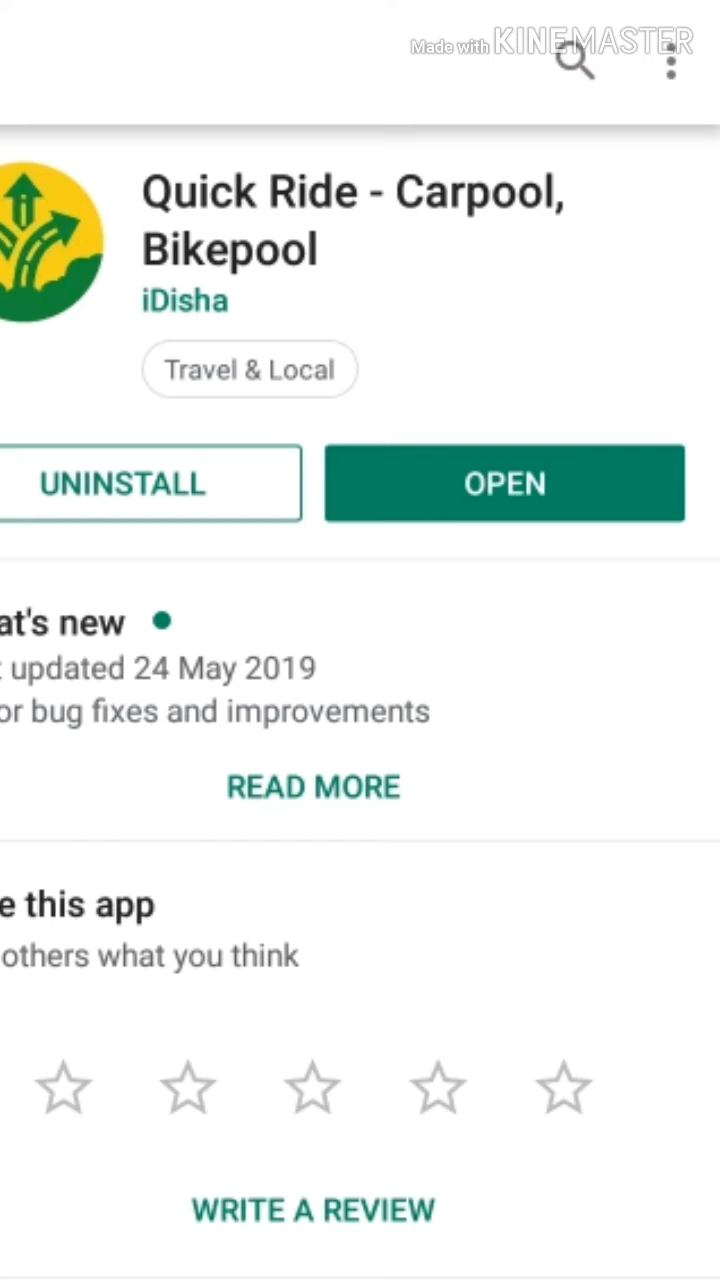 Made with KINEMASTER
Quick Ride - Carpool,
Bikepool
iDisha
Travel & Local
UNINSTALL
OPEN
at's new
updated 24 May 2019
or bug fixes and improvements
READ MORE
e this app
others what you think
WRITE A REVIEW